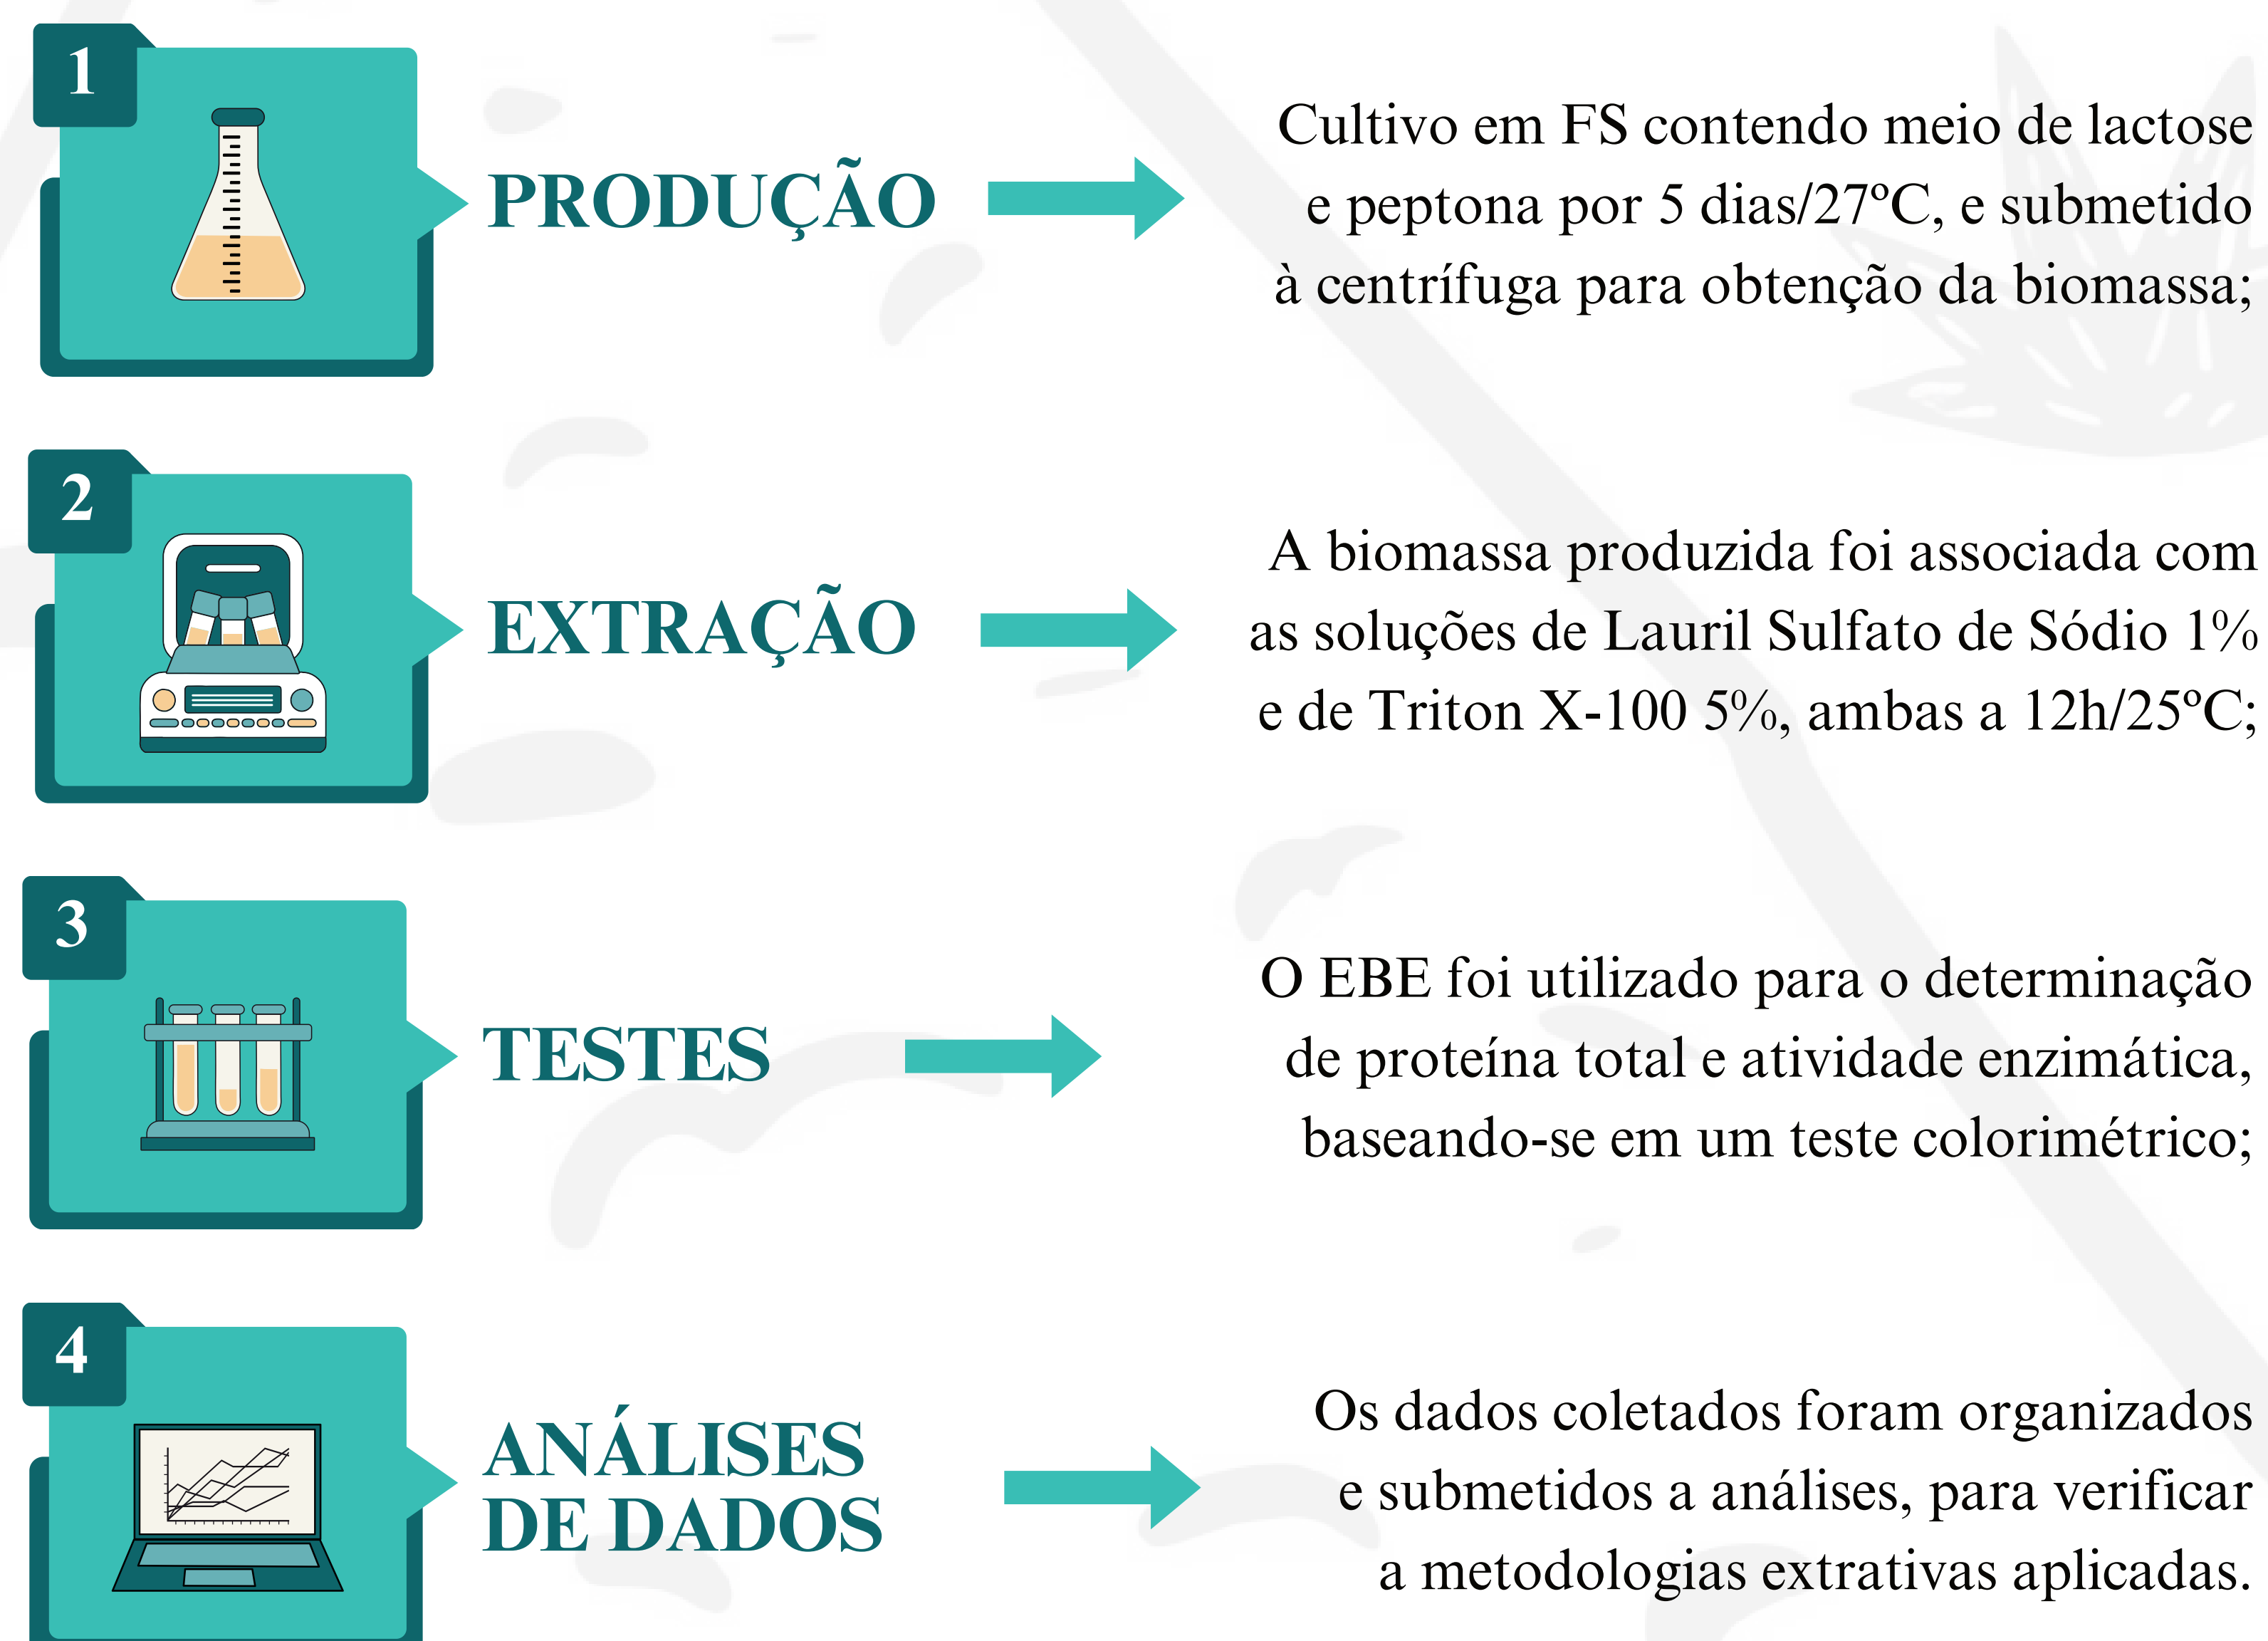 1
PRODUÇÃO
Cultivo em FS contendo meio de lactose
e peptona por 5 dias/27ºC, e submetido
à centrífuga para obtenção da biomassa;
2
EXTRAÇÃO
A biomassa produzida foi associada com
as soluções de Lauril Sulfato de Sódio 1%
e de Triton X-100 5%, ambas a 12h/25ºC;
3
TESTES
O EBE foi utilizado para o determinação
de proteína total e atividade enzimática,
baseando-se em um teste colorimétrico;
4
ANÁLISES
DE DADOS
Os dados coletados foram organizados
e submetidos a análises, para verificar
a metodologias extrativas aplicadas.